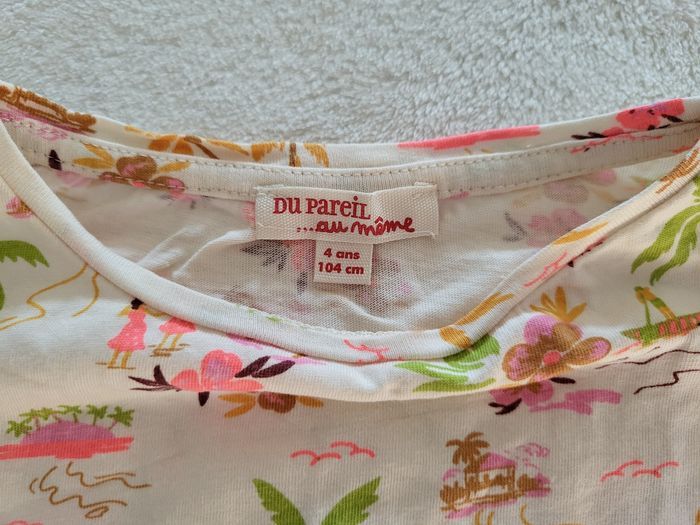 DU PAREIL
...au même
4 ans
104 cm